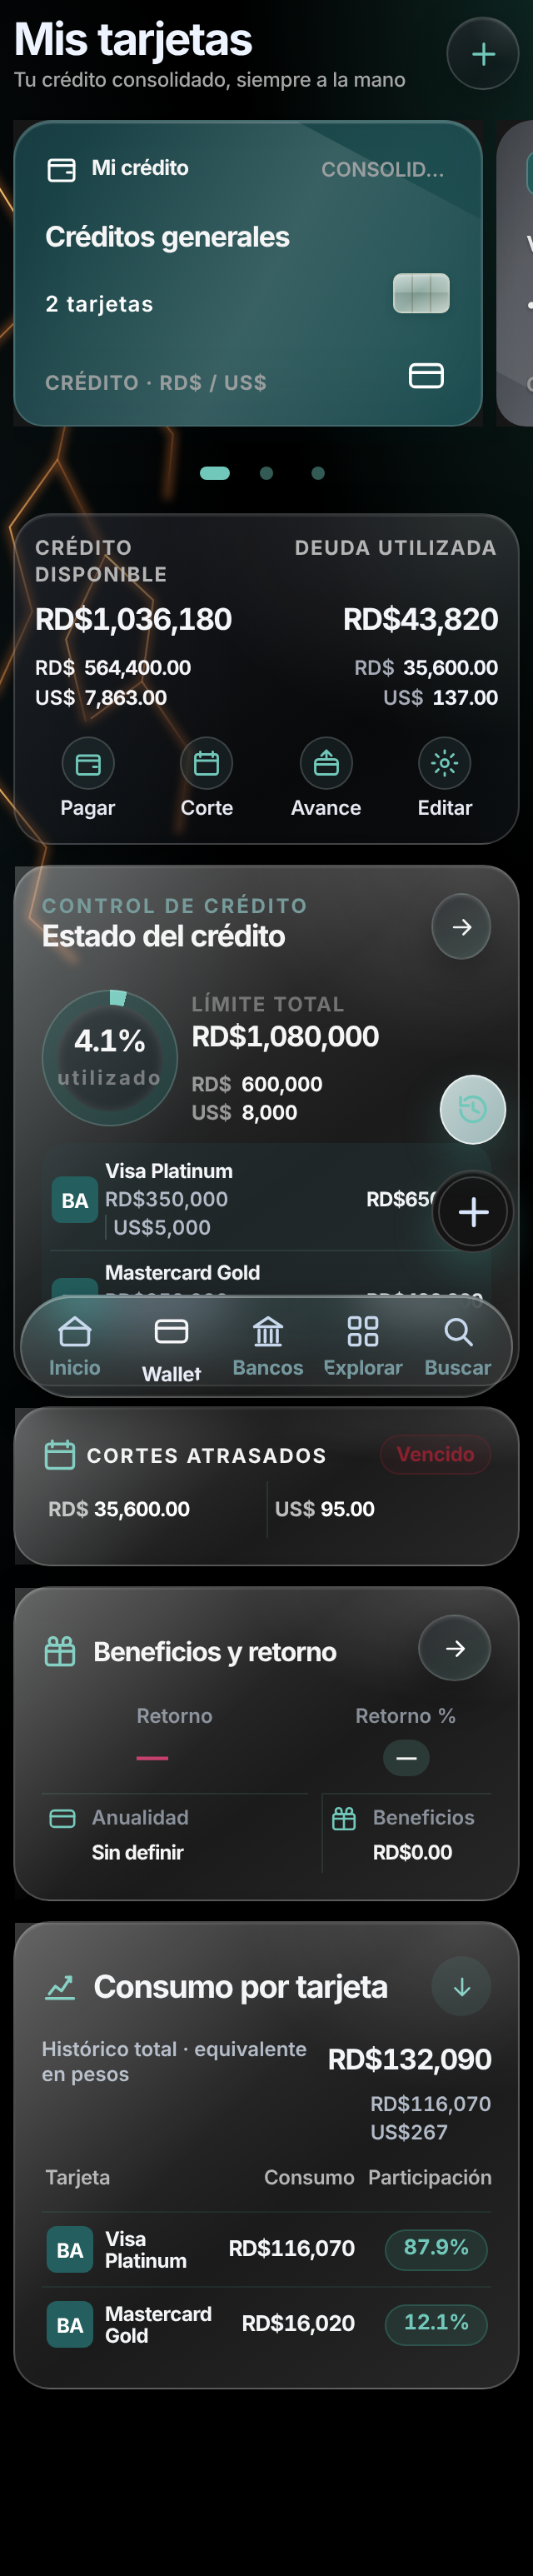 Mis tarjetas
Tu crédito consolidado, siempre a la mano
Mi crédito
CONSOLID...
Créditos generales
2 tarjetas
CRÉDITO · RD$ / US$
CRÉDITO DISPONIBLE
DEUDA UTILIZADA
RD$1,036,180
RD$43,820
RD$ 564,400.00
RD$ 35,600.00
US$ 7,863.00
US$ 137.00
Pagar
Corte
Avance
Editar
CONTROL DE CRÉDITO
Estado del crédito
4.1%
utilizado
LÍMITE TOTAL
RD$1,080,000
RD$ 600,000
US$ 8,000
BA
Visa Platinum
RD$350,000
US$5,000
Mastercard Gold
Inicio
Wallet
Bancos
Explorar
Buscar
CORTES ATRASADOS
Vencido
RD$ 35,600.00
US$ 95.00
Beneficios y retorno
Retorno
Retorno %
—
—
Anualidad
Sin definir
Beneficios
RD$0.00
Consumo por tarjeta
Histórico total · equivalente
en pesos
RD$132,090
RD$116,070
US$267
Tarjeta
Consumo
Participación
BA
Visa
Platinum
RD$116,070
87.9%
BA
Mastercard
Gold
RD$16,020
12.1%